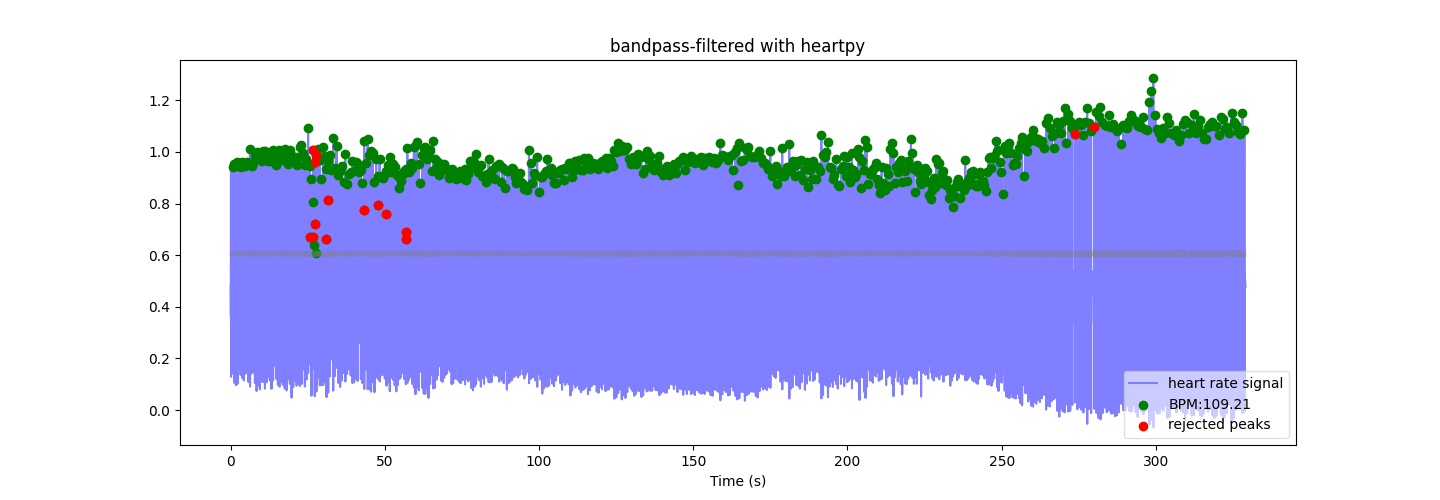 bandpass-filtered with heartpy
1.2
1.0
0.8
0.6
0.4
0.2
0.0
heart rate signal
BPM:109.21
rejected peaks
0 50 100 150 200 250 300
Time (s)